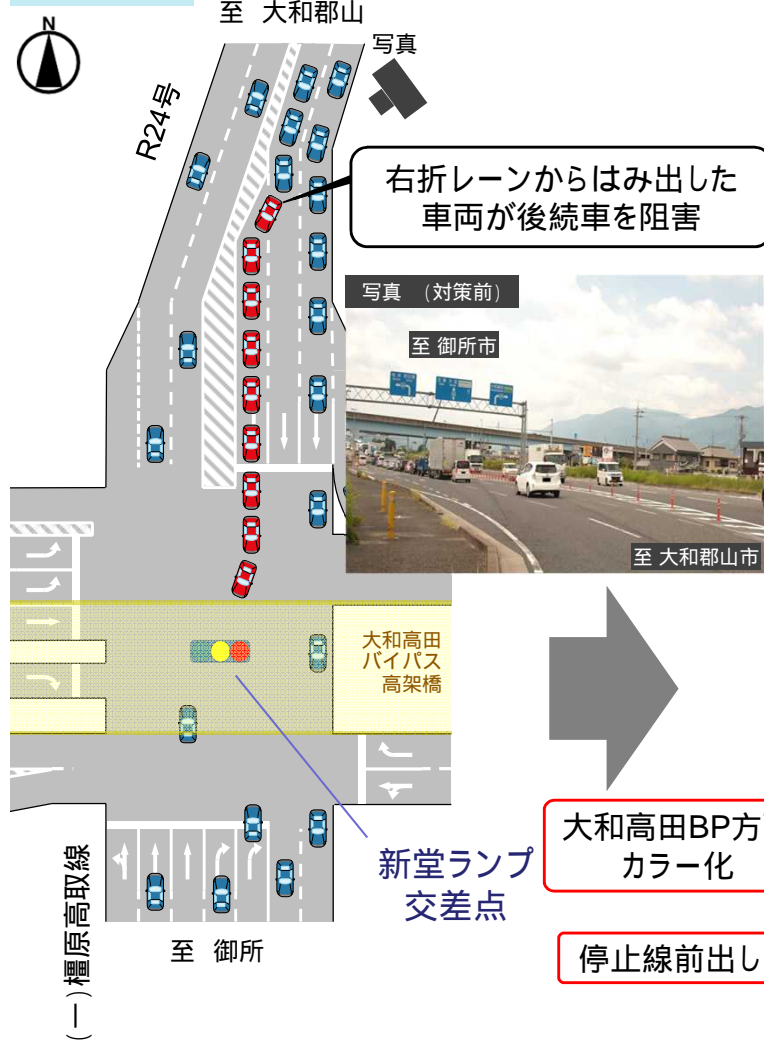 至 大和郡山
N
写真
R24号
右折レーンからはみ出した
車両が後続車を阻害
写真 (対策前)
至 御所市
至 大和郡山市
大和高田
バイパス
高架橋
新堂ランプ
交差点
大和高田BP方
カラー化
停止線前出し
至 御所
(一)橿原高取線